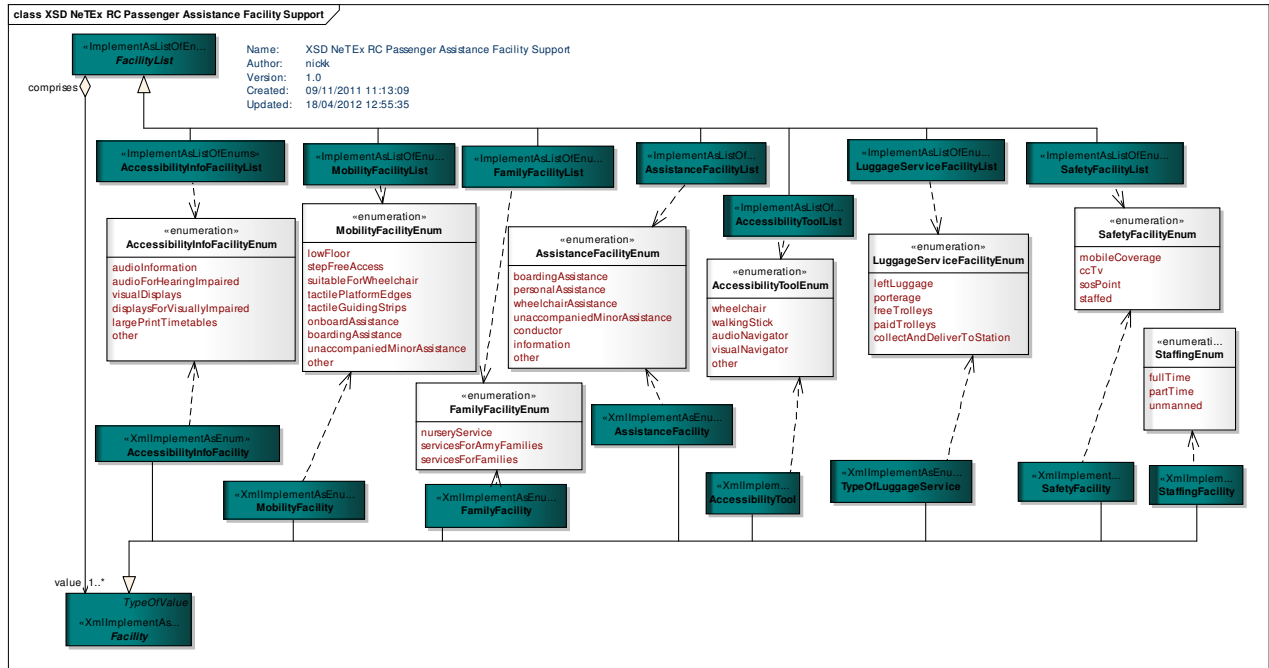 class XSD NeTEx RC Passenger Assistance Facility Support
«ImplementAsListOfEn...
FacilityList
Name: XSD NeTEx RC Passenger Assistance Facility Support
Author: nickk
Version: 1.0
Created: 09/11/2011 11:13:09
Updated: 18/04/2012 12:55:35
comprises
«ImplementAsListOfEnums»
AccessibilityInfoFacilityList
«ImplementAsListOfEnu...
MobilityFacilityList
«ImplementAsListOfEnu...
FamilyFacilityList
«ImplementAsListOf...
AssistanceFacilityList
«ImplementAsListOf...
AccessibilityToolList
«ImplementAsListOfEnu...
LuggageServiceFacilityList
«ImplementAsListOfEnu...
SafetyFacilityList
«enumeration»
AccessibilityInfoFacilityEnum
audioInformation
audioForHearingImpaired
visualDisplays
displaysForVisuallyImpaired
largePrintTimetables
other
«enumeration»
MobilityFacilityEnum
lowFloor
stepFreeAccess
suitableForWheelchair
tactilePlatformEdges
tactileGuidingStrips
onboardAssistance
boardingAssistance
unaccompaniedMinorAssistance
other
«enumeration»
AssistanceFacilityEnum
boardingAssistance
personalAssistance
wheelchairAssistance
unaccompaniedMinorAssistance
conductor
information
other
«enumeration»
AccessibilityToolEnum
wheelchair
walkingStick
audioNavigator
visualNavigator
other
«enumeration»
LuggageServiceFacilityEnum
leftLuggage
porterage
freeTrolleys
paidTrolleys
collectAndDeliverToStation
«enumeration»
SafetyFacilityEnum
mobileCoverage
ccTv
sosPoint
staffed
«enumerati...
StaffingEnum
fullTime
partTime
unmanned
«enumeration»
FamilyFacilityEnum
nurseryService
servicesForArmyFamilies
servicesForFamilies
«XmlImplementAsEnum»
AccessibilityInfoFacility
«XmlImplementAsEnu...
MobilityFacility
«XmlImplementAsEnu...
FamilyFacility
«XmlImplementAsEnu...
AssistanceFacility
«XmlImplem...
AccessibilityTool
«XmlImplementAsEnu...
TypeOfLuggageService
«XmlImplement...
SafetyFacility
«XmlImplem...
StaffingFacility
value 1..*
TypeOfValue
«XmlImplementAs...
Facility